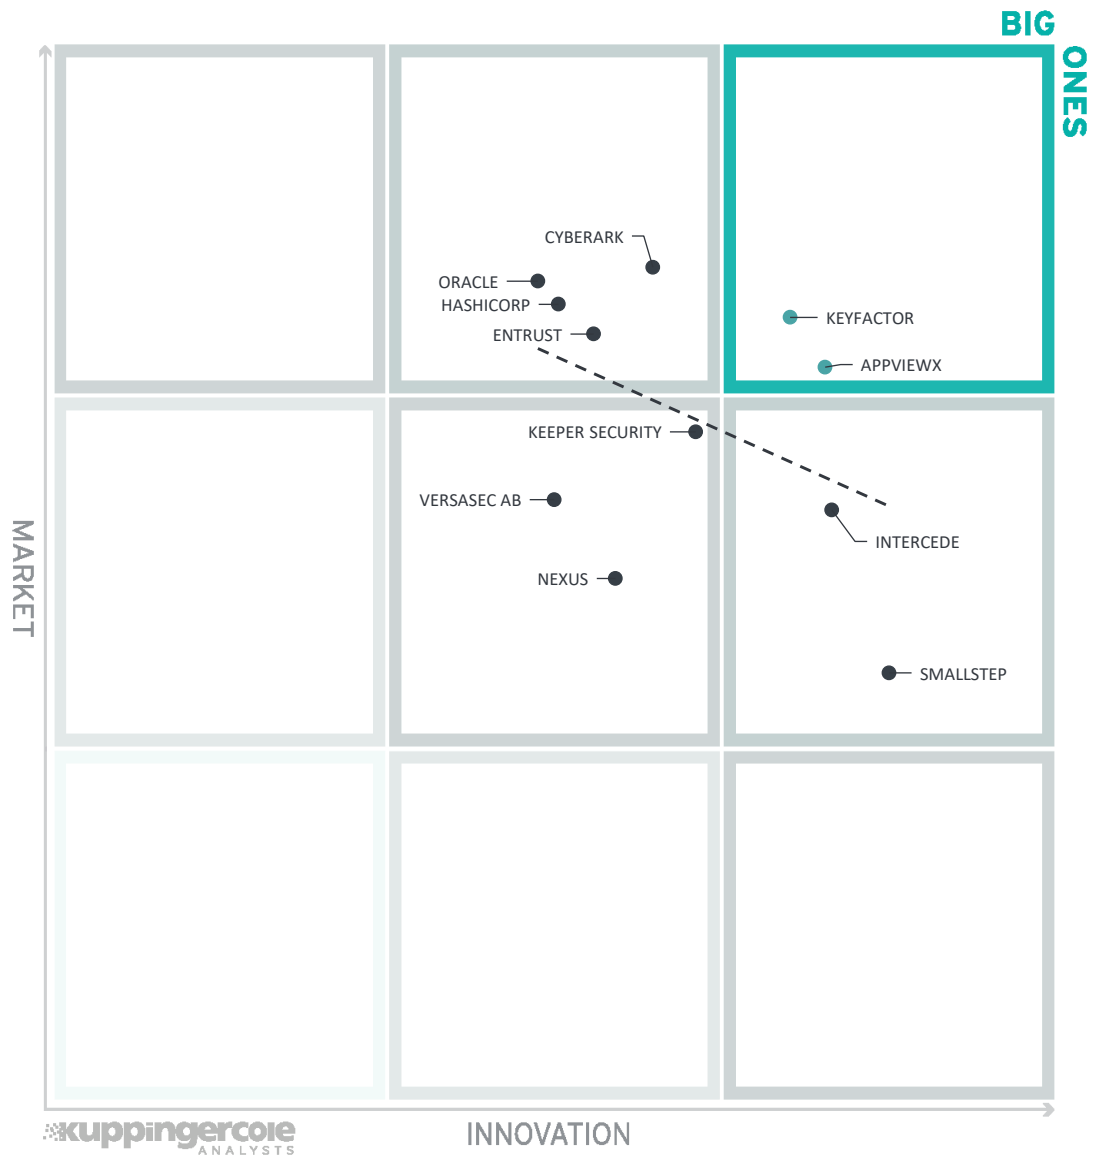 BIG
ONES
CYBERARK
ORACLE
HASHICORP
ENTRUST
KEYFACTOR
APPVIEWX
KEEPER SECURITY
VERSASEC AB
INTERCEDE
NEXUS
SMALLSTEP
MARKET
INNOVATION
kuppingercole
ANALYSTS